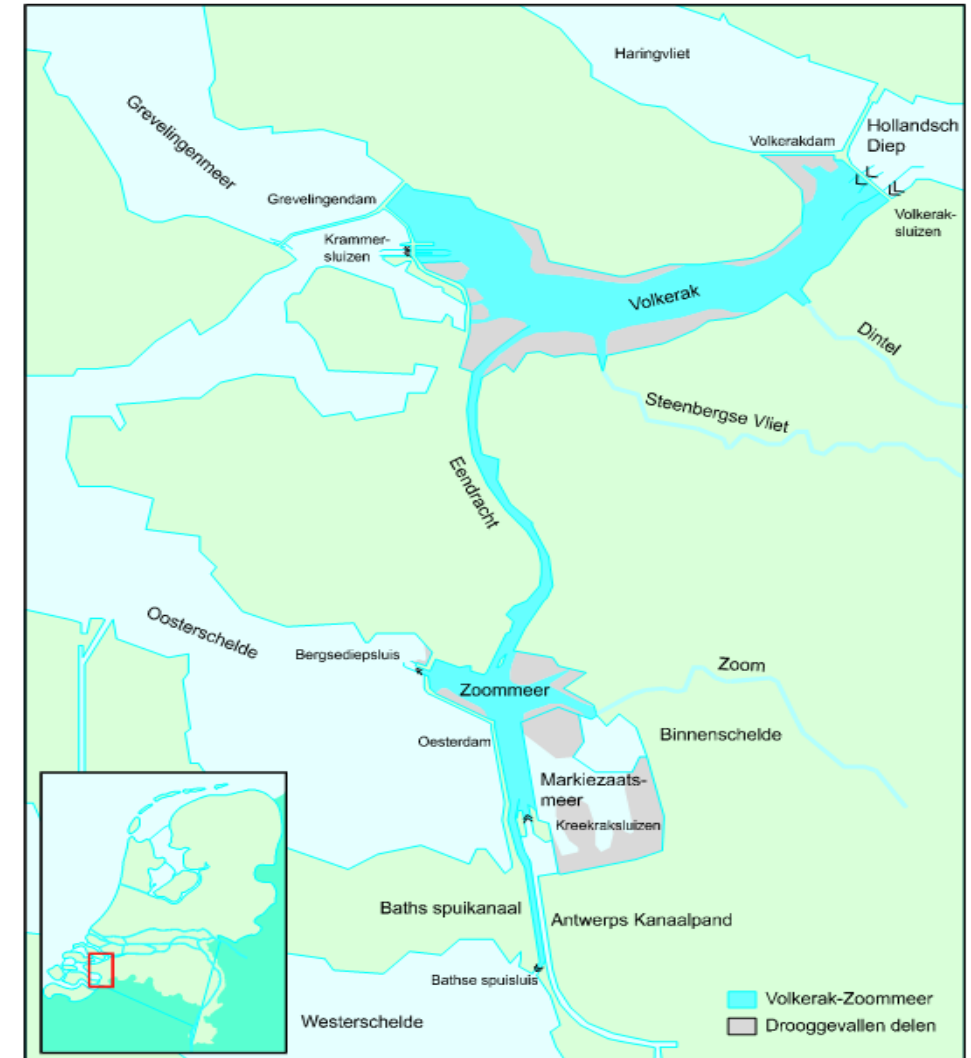 Haringvliet
Grevelingenmeer
Volkerakdam
Hollandsch
Diep
Grevelingendam
Volkerak-
sluizen
Krammer-
sluizen
Volkerak
Dintel
Steenbergse Vliet
Eendracht
Oosterschelde
Bergsediepsluis
Zoom
Zoommeer
Binnenschelde
Oesterdam
Markiezaats-
meer
Kreekraksluizen
Baths spuikanaal
Antwerps Kanaalpand
Bathse spuisluis
Westerschelde
Volkerak-Zoommeer
Drooggevallen delen